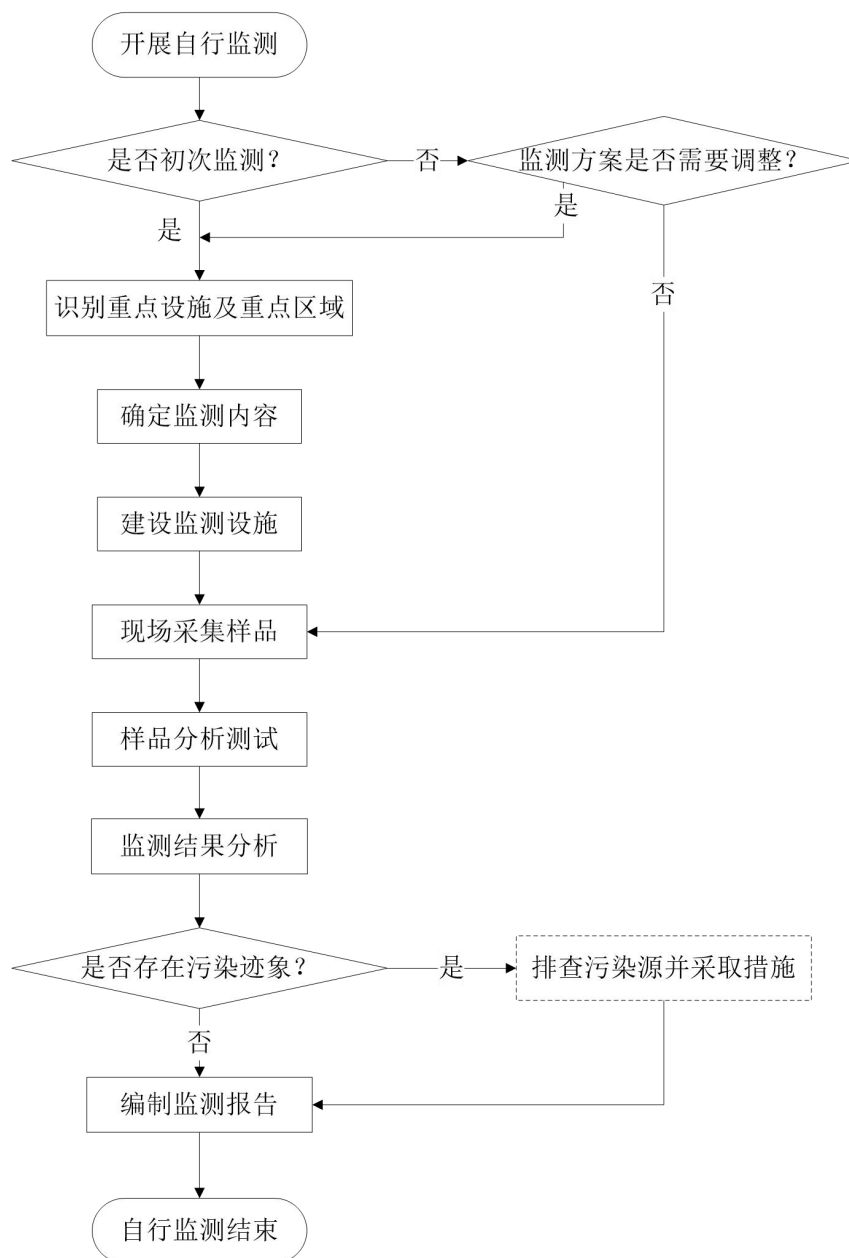 开展自行监测
是否初次监测?
否
监测方案是否需要调整?
是
是
识别重点设施及重点区域
否
确定监测内容
建设监测设施
现场采集样品
样品分析测试
监测结果分析
是否存在污染迹象?
是
排查污染源并采取措施
否
编制监测报告
自行监测结束